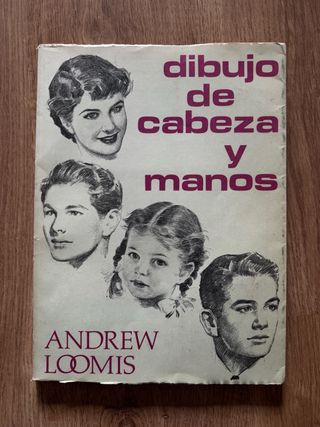 dibujo
de
cabeza
y
manos
ANDREW
LOOMIS